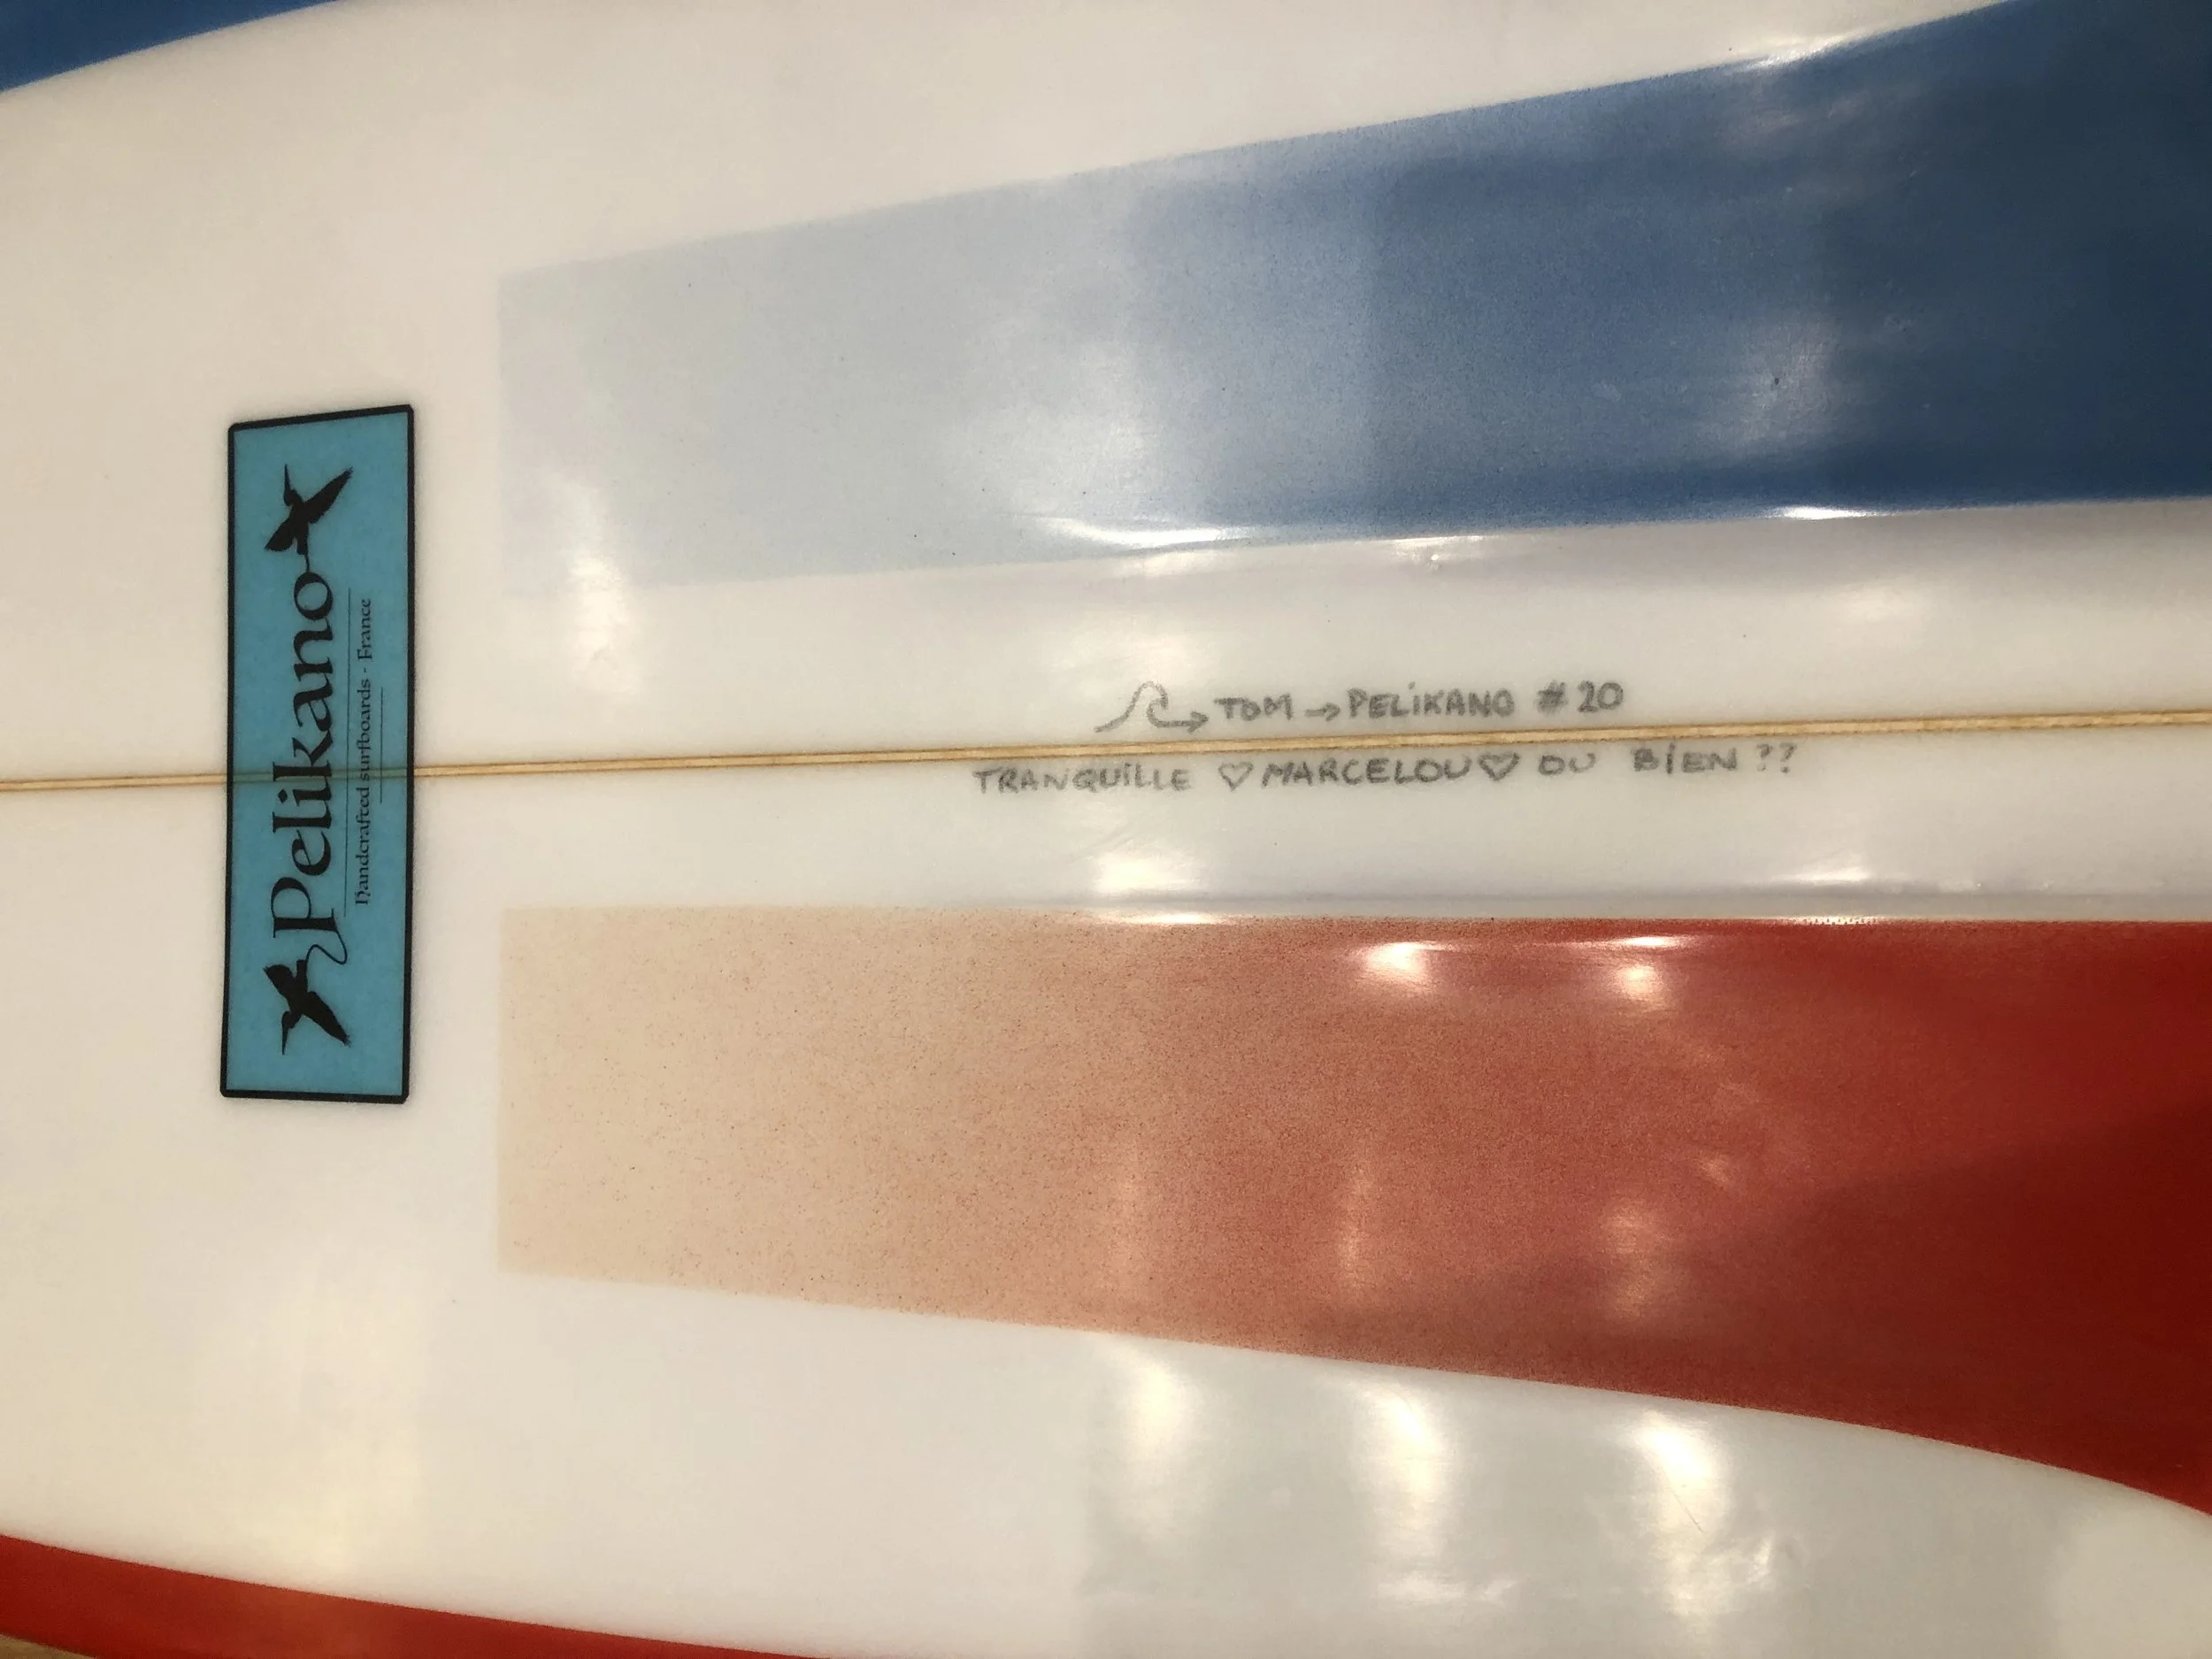 Pelikano
Handcrafted surfboards - France
→ TOM → PELIKANO #20
TRANQUILLE ♡ MARCELOU ♡ OU BIEN ??